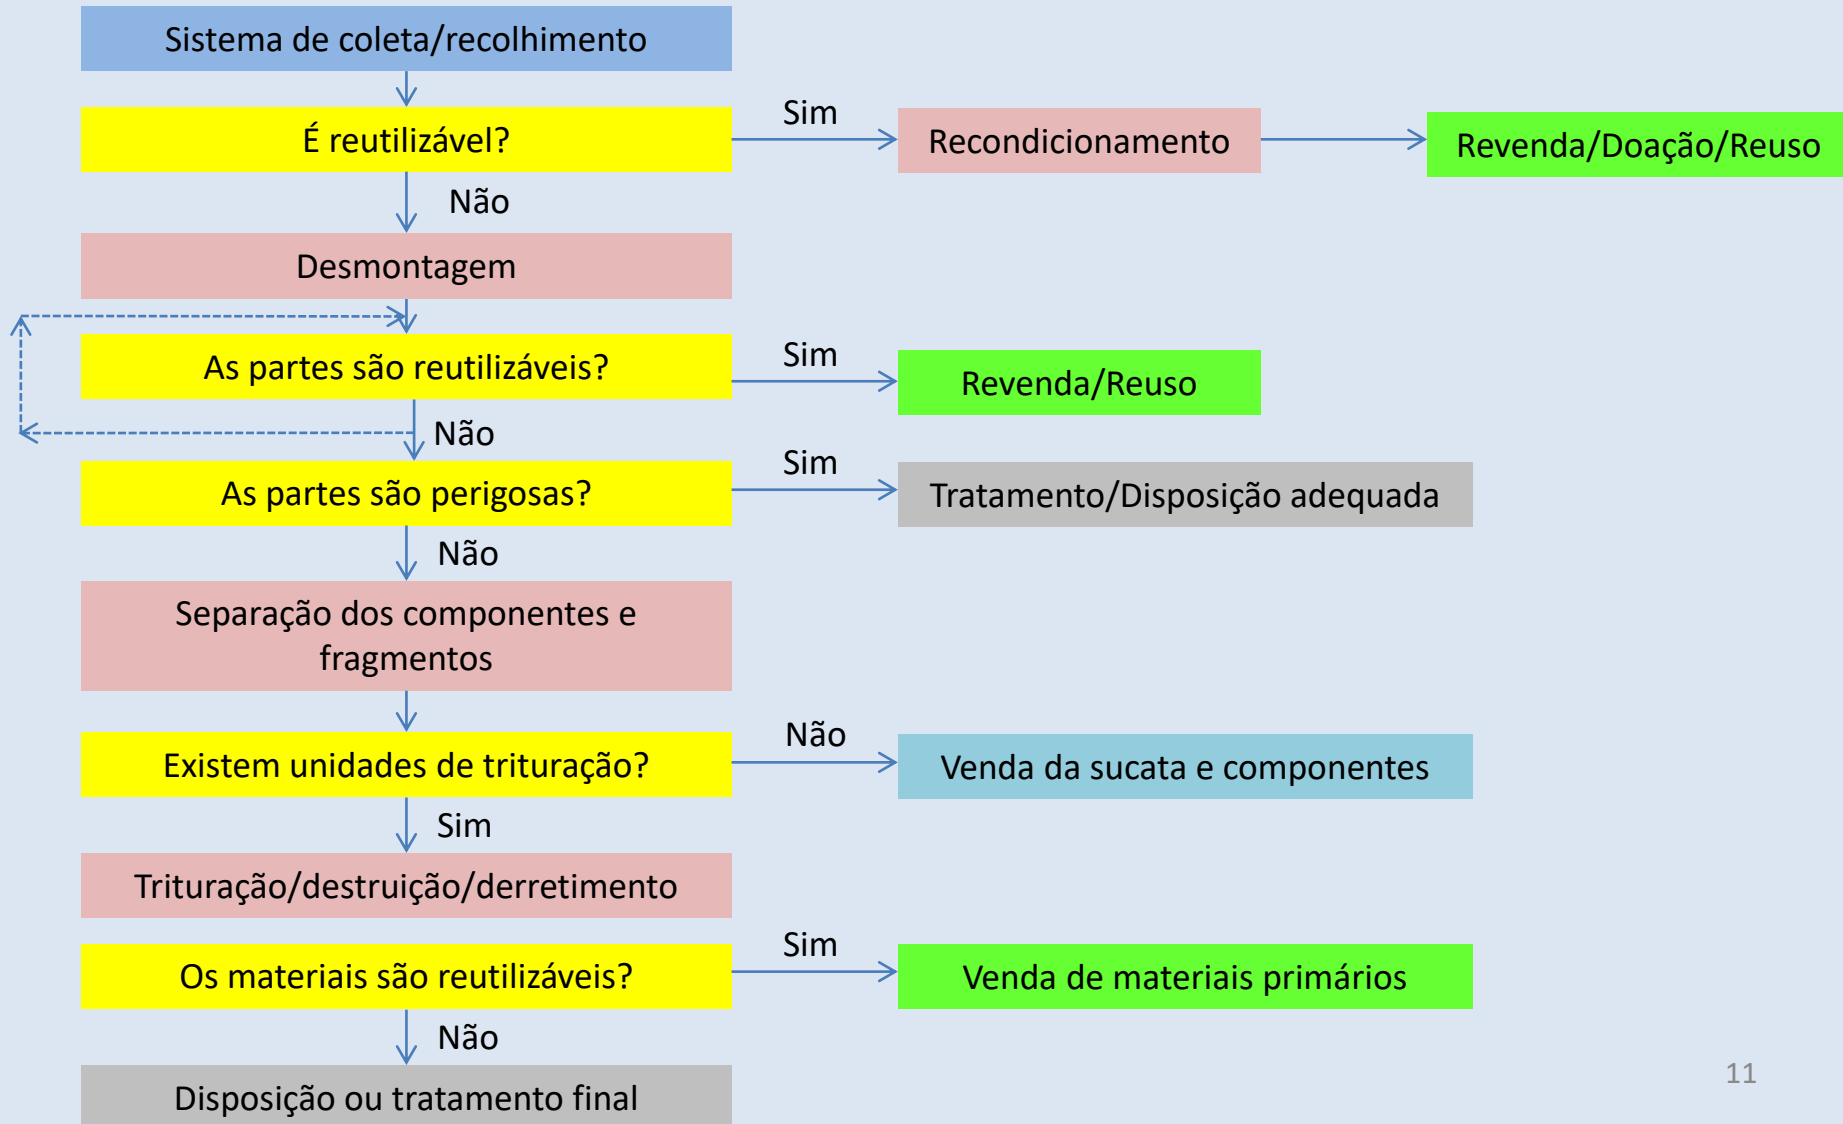 Sistema de coleta/recolhimento
É reutilizável?
Sim
Recondicionamento
Revenda/Doação/Reuso
Não
Desmontagem
As partes são reutilizáveis?
Sim
Revenda/Reuso
Não
As partes são perigosas?
Sim
Tratamento/Disposição adequada
Não
Separação dos componentes e
fragmentos
Existem unidades de trituração?
Não
Venda da sucata e componentes
Sim
Trituração/destruição/derretimento
Os materiais são reutilizáveis?
Sim
Venda de materiais primários
Não
Disposição ou tratamento final
11